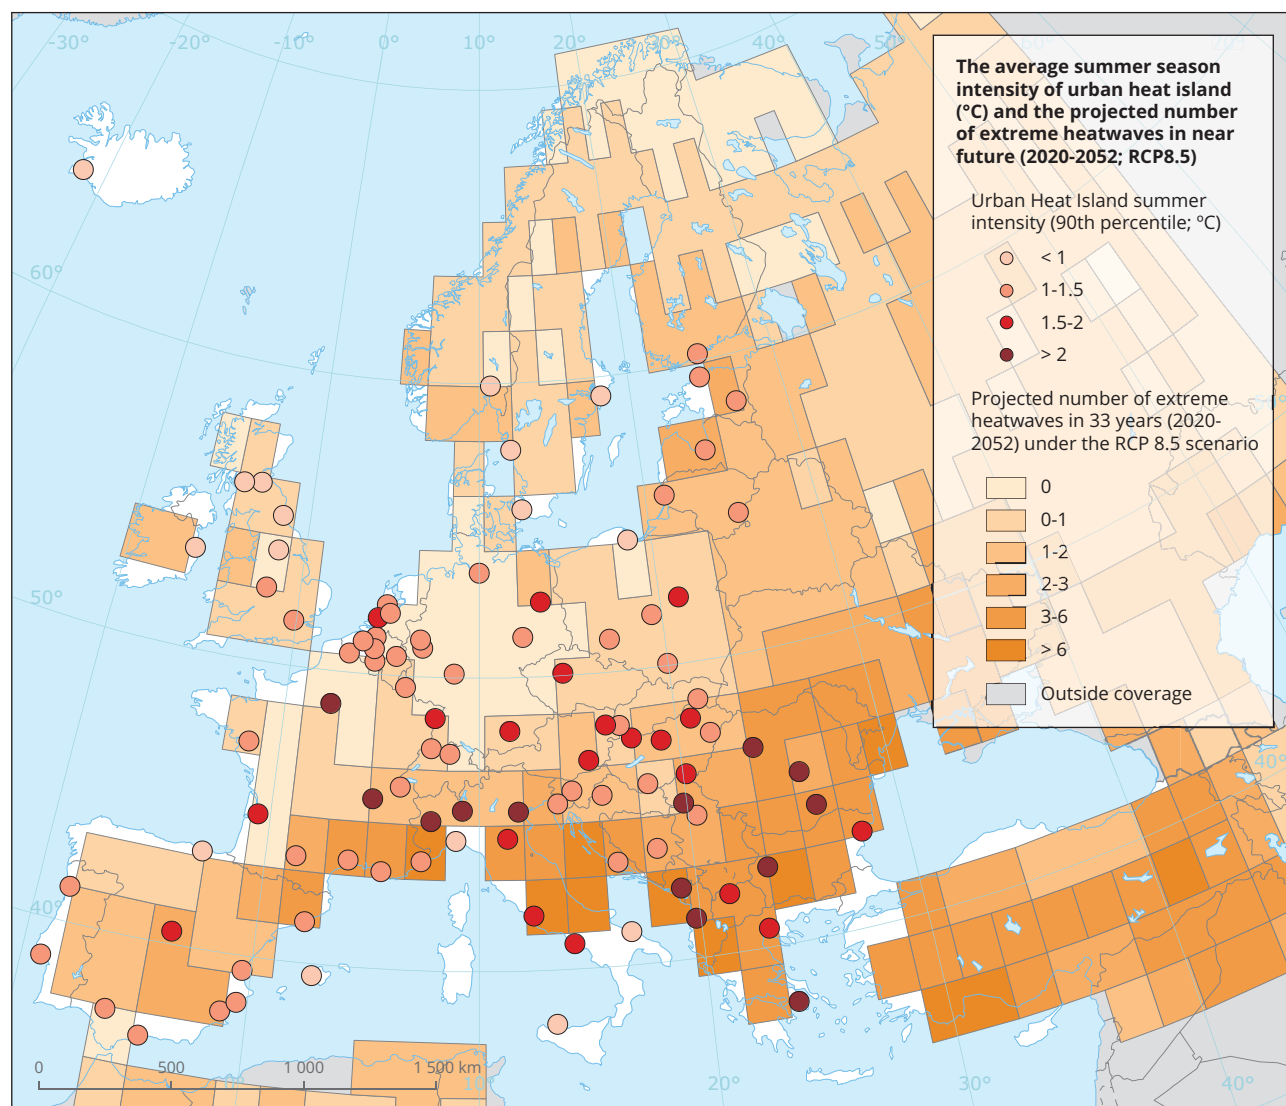 -30°
-20°
-10°
0°
10°
20°
30°
40°
50°
60°
60°
50°
40°
40°
The average summer season
intensity of urban heat island
(ºC) and the projected number
of extreme heatwaves in near
future (2020-2052; RCP8.5)
Urban Heat Island summer
intensity (90th percentile; ºC)
< 1
1-1.5
1.5-2
> 2
Projected number of extreme
heatwaves in 33 years (2020-
2052) under the RCP 8.5 scenario
0
0-1
1-2
2-3
3-6
> 6
Outside coverage
0 500 1 000 1 500 km
0°
10°
20°
30°
40°